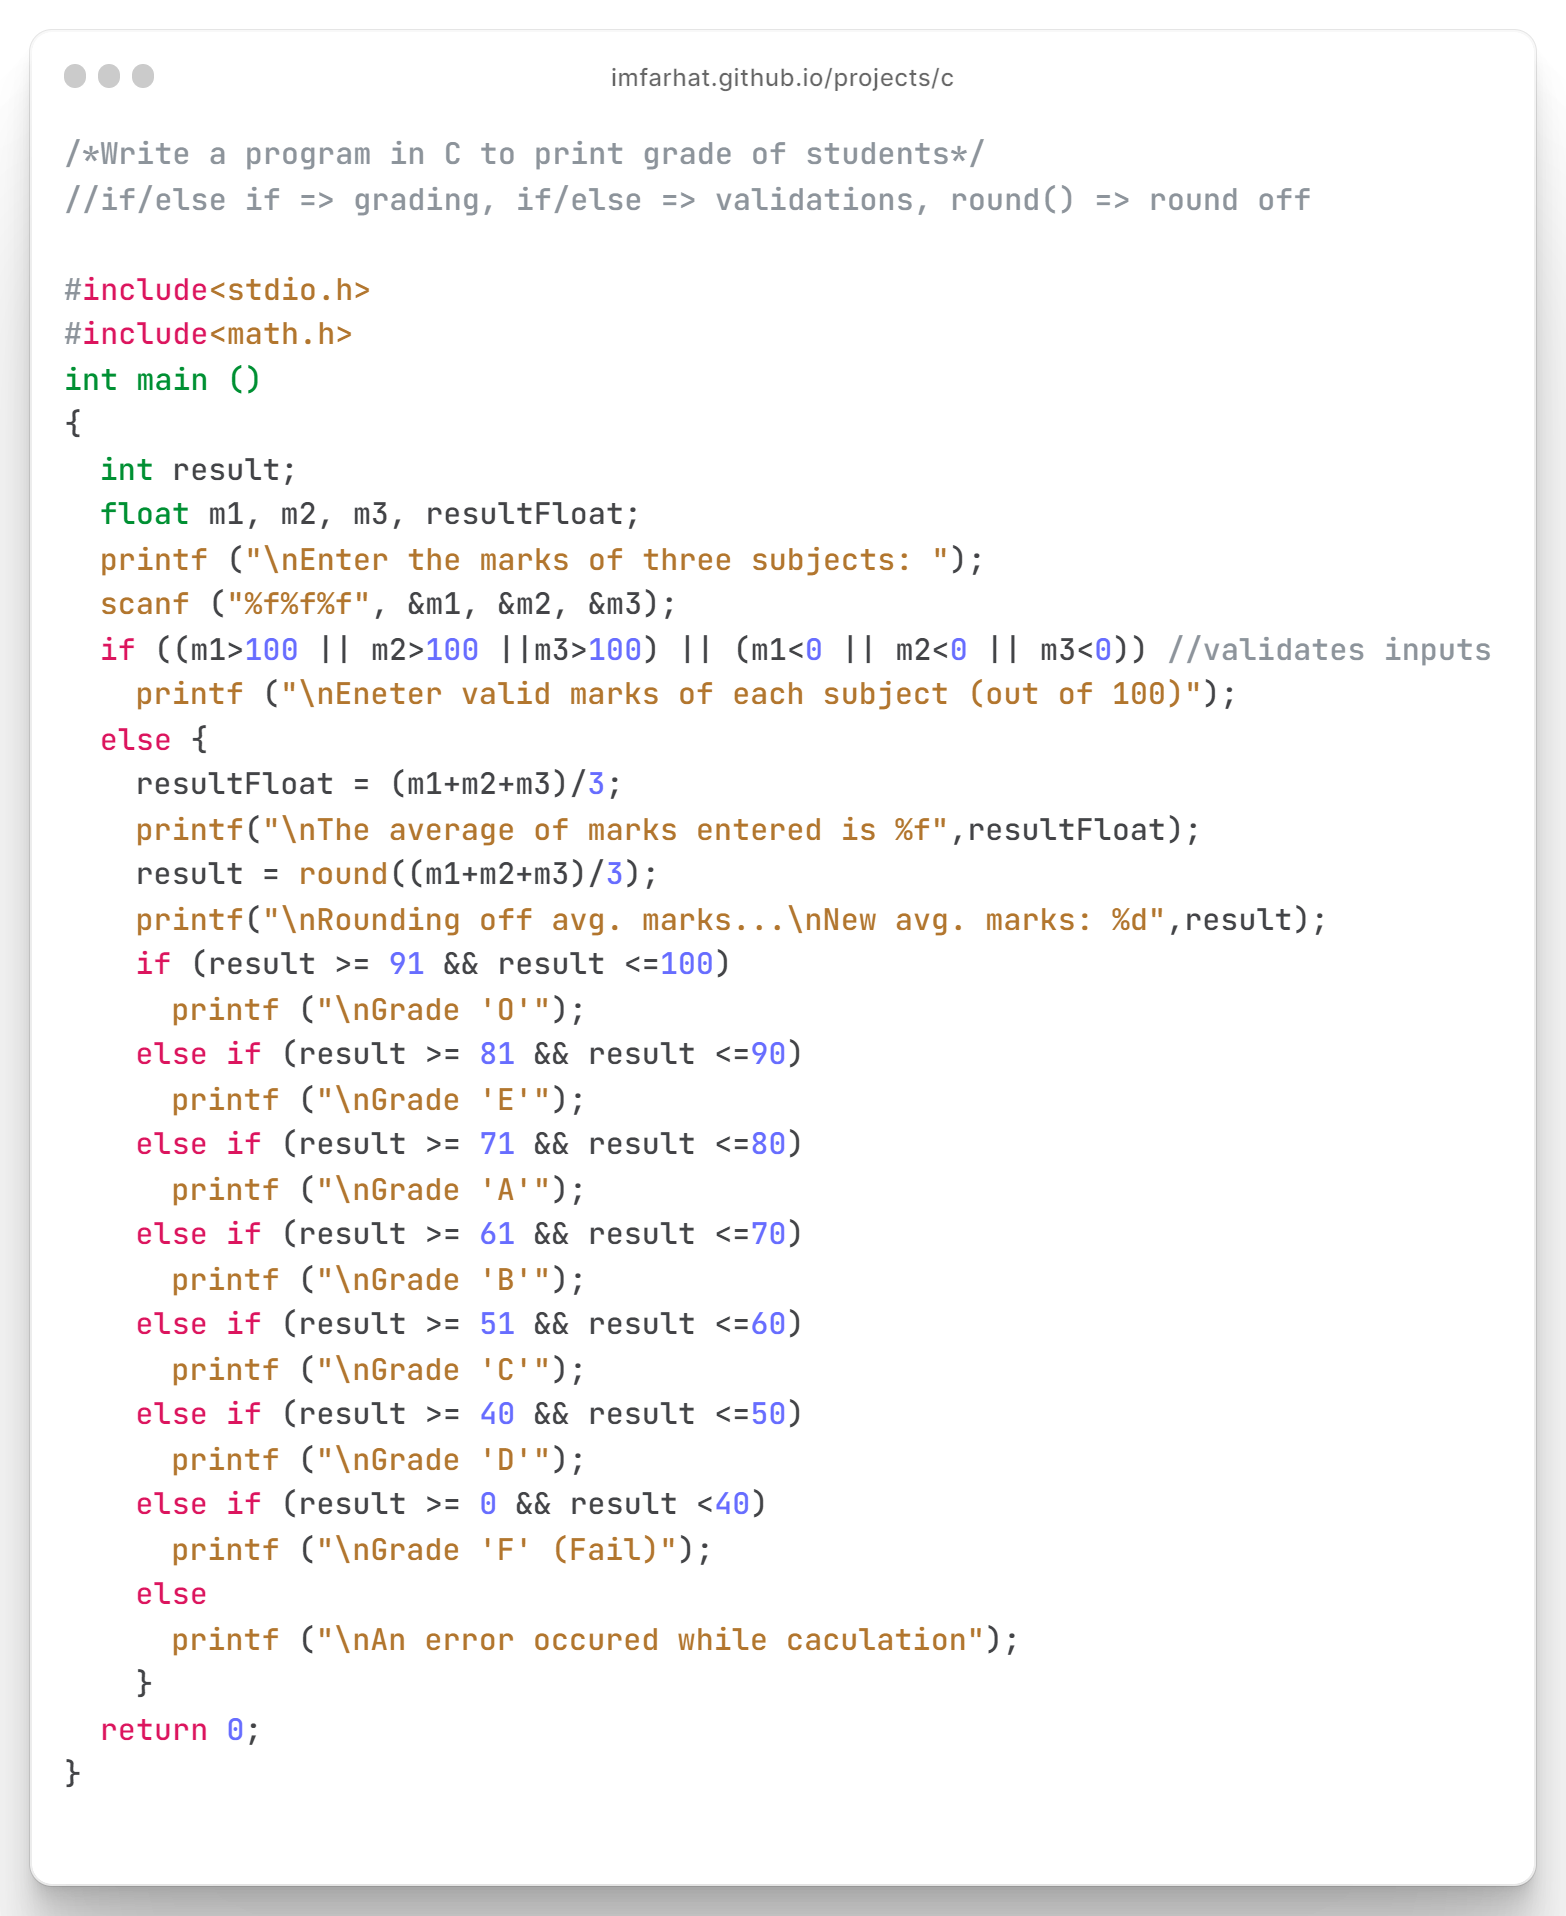 imfarhat.github.io/projects/c
/*Write a program in C to print grade of students*/
//if/else if => grading, if/else => validations, round() => round off
#include<stdio.h>
#include<math.h>
int main ()
{
  int result;
  float m1, m2, m3, resultFloat;
  printf ("\nEnter the marks of three subjects: ");
  scanf ("%f%f%f", &m1, &m2, &m3);
  if ((m1>100 || m2>100 ||m3>100) || (m1<0 || m2<0 || m3<0)) //validates inputs
    printf ("\nEneter valid marks of each subject (out of 100)");
  else {
    resultFloat = (m1+m2+m3)/3;
    printf("\nThe average of marks entered is %f",resultFloat);
    result = round((m1+m2+m3)/3);
    printf("\nRounding off avg. marks...\nNew avg. marks: %d",result);
    if (result >= 91 && result <=100)
      printf ("\nGrade 'O'");
    else if (result >= 81 && result <=90)
      printf ("\nGrade 'E'");
    else if (result >= 71 && result <=80)
      printf ("\nGrade 'A'");
    else if (result >= 61 && result <=70)
      printf ("\nGrade 'B'");
    else if (result >= 51 && result <=60)
      printf ("\nGrade 'C'");
    else if (result >= 40 && result <=50)
      printf ("\nGrade 'D'");
    else if (result >= 0 && result <40)
      printf ("\nGrade 'F' (Fail)");
    else
      printf ("\nAn error occured while caculation");
    }
  return 0;
}